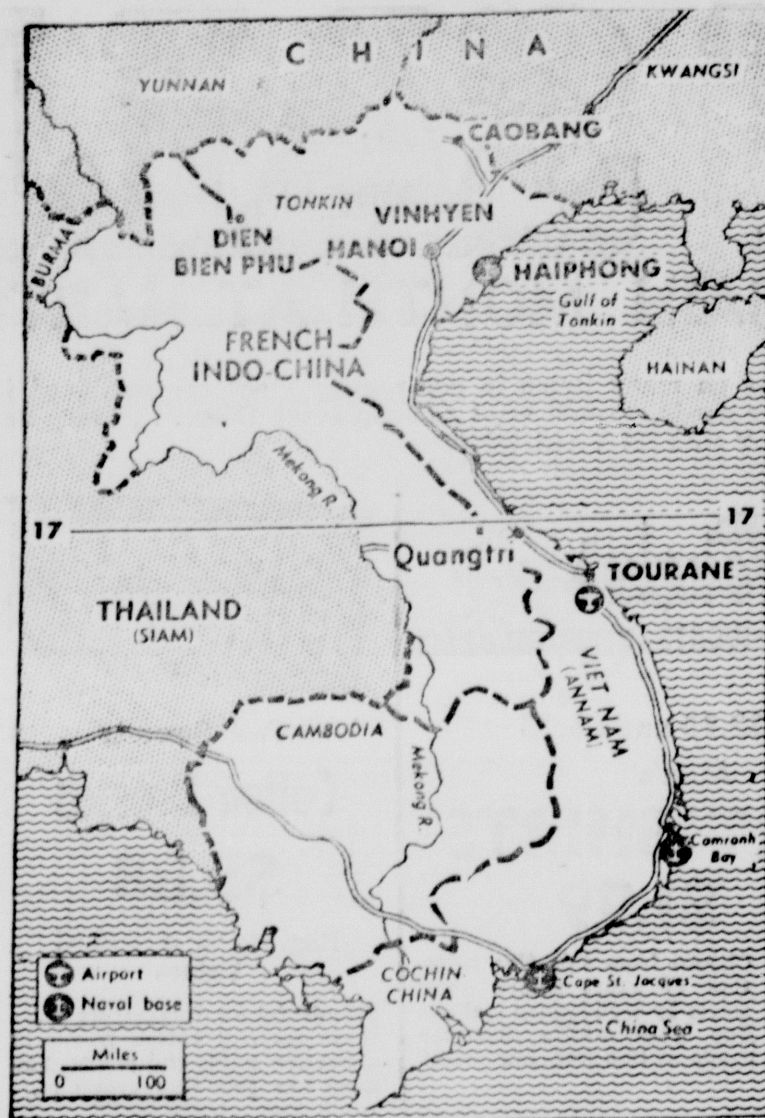 CHINA
YUNNAN
KWANGSI
CAOBANG
TONKIN
VINHYEN
DIEN
BIEN PHU
HANOI
BURMA
HAIPHONG
Gulf of
Tonkin
FRENCH
INDO-CHINA
HAINAN
Mekong R.
17
17
Quangtri
TOURANE
THAILAND
(SIAM)
VIET NAM
(ANNAM)
CAMBODIA
Mekong R.
Camranh
Bay
Airport
Naval base
COCHIN-
CHINA
Cape St. Jacques
China Sea
Miles
0 100